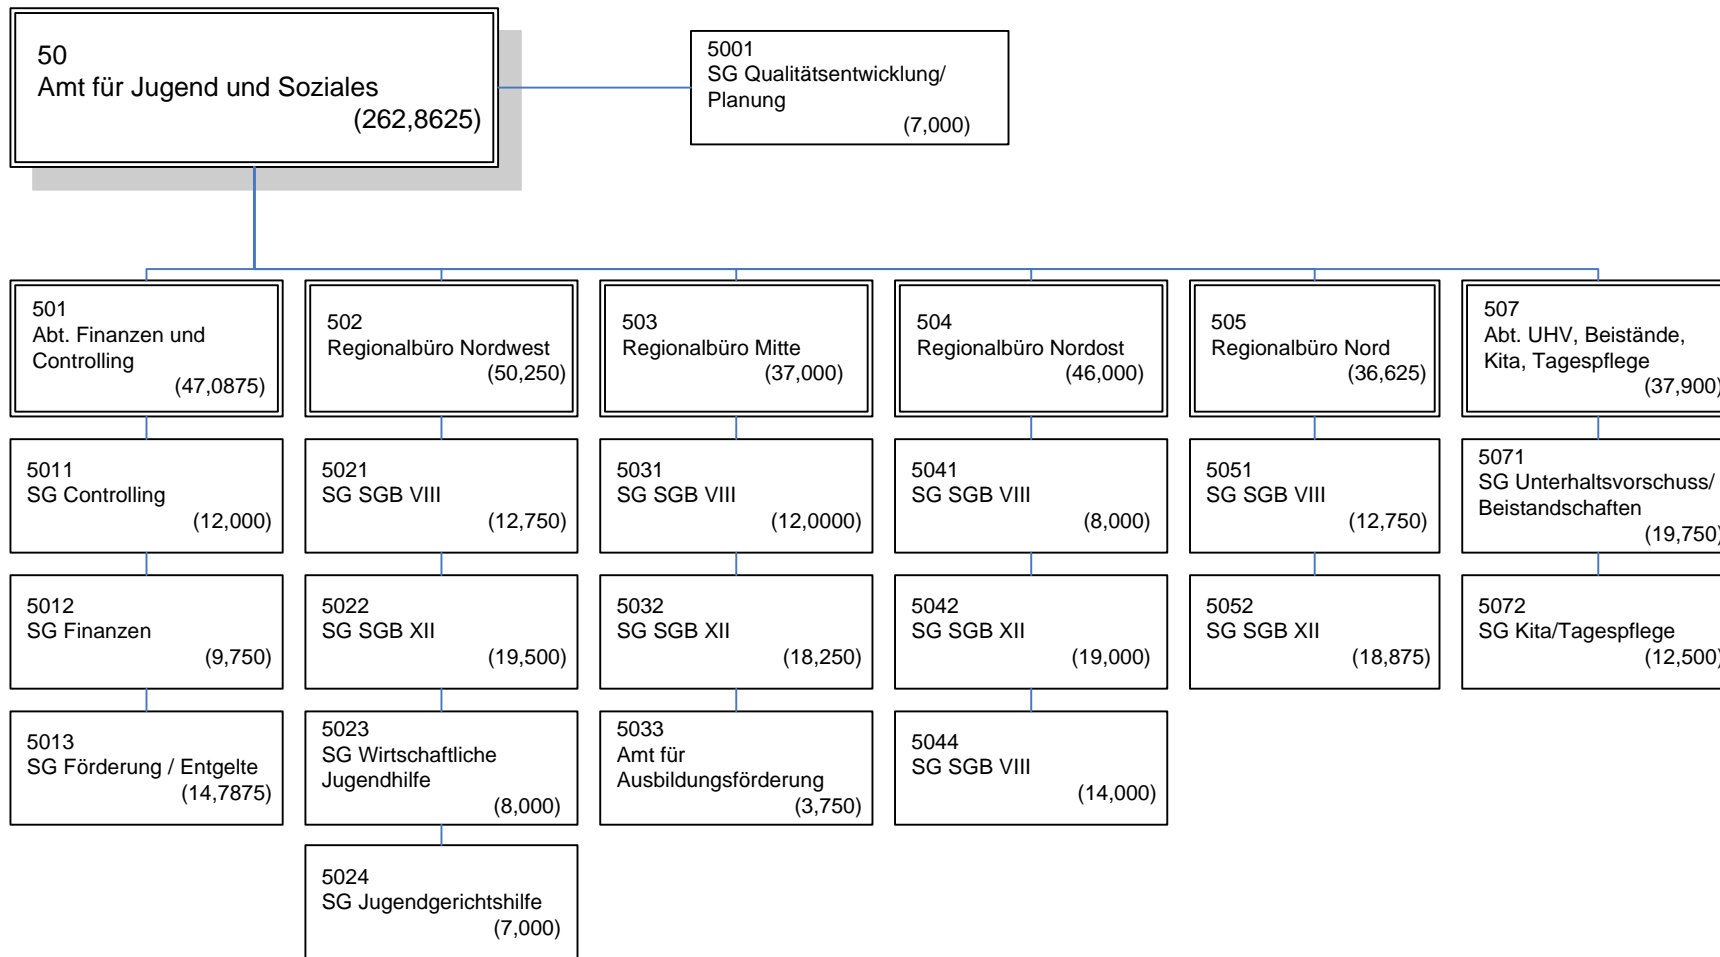 50
Amt für Jugend und Soziales
(262,8625)
5001
SG Qualitätsentwicklung/
Planung
(7,000)
501
Abt. Finanzen und
Controlling
(47,0875)
502
Regionalbüro Nordwest
(50,250)
503
Regionalbüro Mitte
(37,000)
504
Regionalbüro Nordost
(46,000)
505
Regionalbüro Nord
(36,625)
507
Abt. UHV, Beistände,
Kita, Tagespflege
(37,900)
5011
SG Controlling
(12,000)
5021
SG SGB VIII
(12,750)
5031
SG SGB VIII
(12,0000)
5041
SG SGB VIII
(8,000)
5051
SG SGB VIII
(12,750)
5071
SG Unterhaltsvorschuss/
Beistandschaften
(19,750)
5012
SG Finanzen
(9,750)
5022
SG SGB XII
(19,500)
5032
SG SGB XII
(18,250)
5042
SG SGB XII
(19,000)
5052
SG SGB XII
(18,875)
5072
SG Kita/Tagespflege
(12,500)
5013
SG Förderung / Entgelte
(14,7875)
5023
SG Wirtschaftliche
Jugendhilfe
(8,000)
5033
Amt für
Ausbildungsförderung
(3,750)
5044
SG SGB VIII
(14,000)
5024
SG Jugendgerichtshilfe
(7,000)